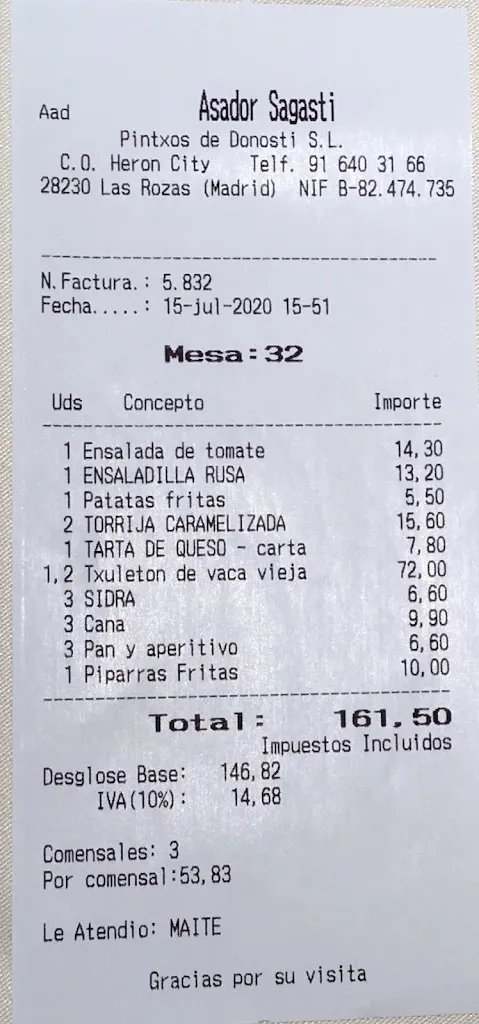 Aad Asador Sagasti
Pintxos de Donosti S.L.
C.O. Heron City Telf. 91 640 31 66
28230 Las Rozas (Madrid) NIF B-82.474.735
N.Factura.: 5.832
Fecha.....: 15-jul-2020 15-51
Mesa:32
Uds Concepto Importe
1 Ensalada de tomate 14,30
1 ENSALADILLA RUSA 13,20
1 Patatas fritas 5,50
2 TORRIJA CARAMELIZADA 15,60
1 TARTA DE QUESO - carta 7,80
1,2 Txuleton de vaca vieja 72,00
3 SIDRA 6,60
3 Cana 9,90
3 Pan y aperitivo 6,60
1 Piparras Fritas 10,00
Total: 161,50
Impuestos Incluidos
Desglose Base: 146,82
IVA(10%): 14,68
Comensales: 3
Por comensal:53,83
Le Atendio: MAITE
Gracias por su visita